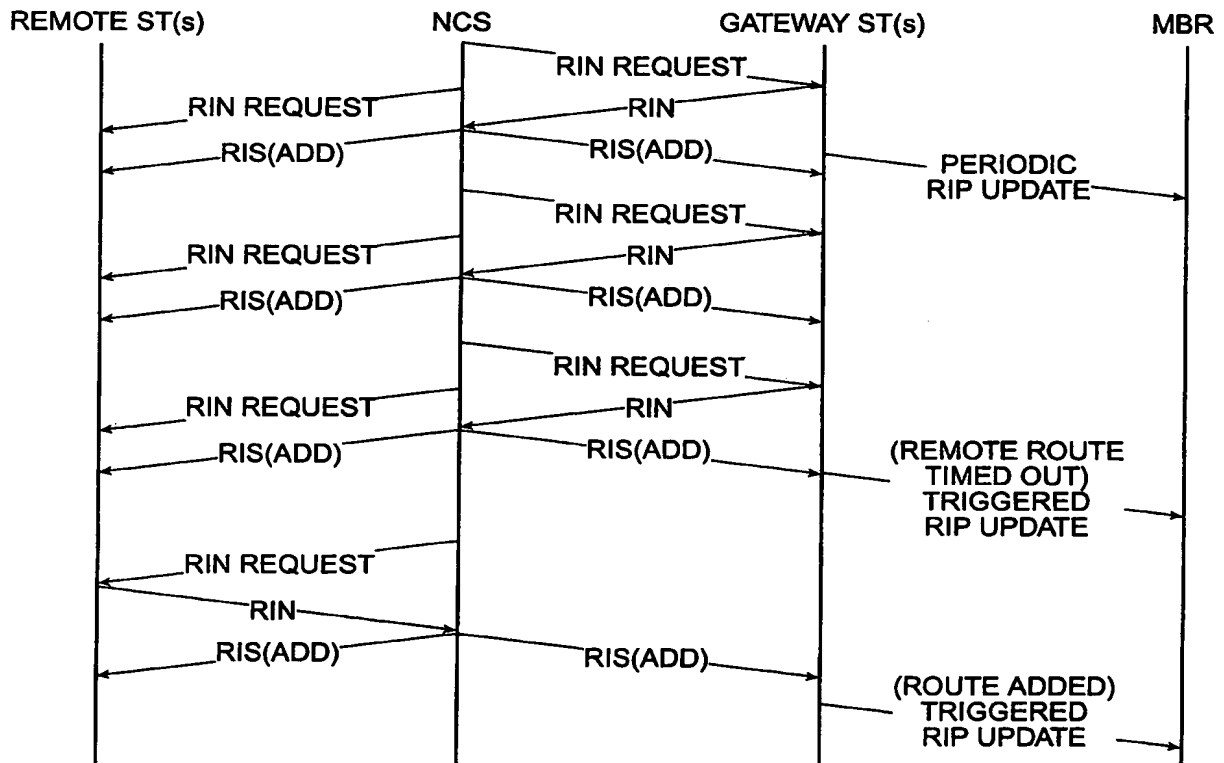 REMOTE ST(s)
NCS
GATEWAY ST(s)
MBR
RIN REQUEST
RIN REQUEST
RIN
RIS(ADD)
RIS(ADD)
PERIODIC
RIP UPDATE
RIN REQUEST
RIN REQUEST
RIN
RIS(ADD)
RIS(ADD)
RIN REQUEST
RIN REQUEST
RIN
RIS(ADD)
RIS(ADD)
(REMOTE ROUTE
TIMED OUT)
TRIGGERED
RIP UPDATE
RIN REQUEST
RIN
RIS(ADD)
RIS(ADD)
(ROUTE ADDED)
TRIGGERED
RIP UPDATE